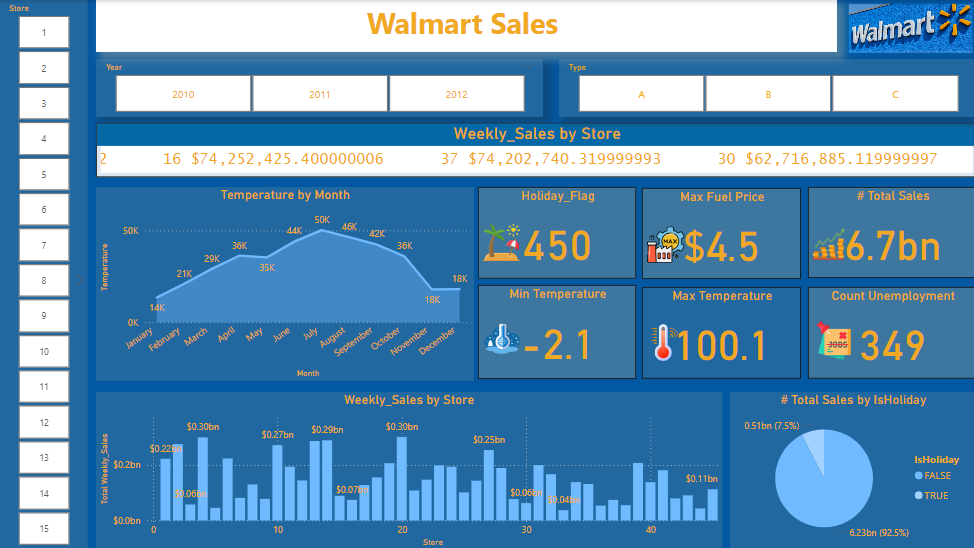 Store
1
2
3
4
5
6
7
8
9
10
11
12
13
14
15
Walmart Sales
Walmart
Year
2010
2011
2012
Type
A
B
C
Weekly_Sales by Store
2 16 $74,252,425.400000006 37 $74,202,740.319999993 30 $62,716,885.119999997
Temperature by Month
Temperature
50K
0K
14K
21K
29K
36K
35K
44K
50K
46K
42K
36K
18K
18K
January
February
March
April
May
June
July
August
September
October
November
December
Month
Holiday_Flag
450
Max Fuel Price
MAX
$4.5
# Total Sales
6.7bn
Min Temperature
-2.1
Max Temperature
100.1
Count Unemployment
JOBS
349
Weekly_Sales by Store
Total Weekly_Sales
$0.2bn
$0.0bn
$0.22bn
$0.06bn
$0.30bn
$0.27bn
$0.29bn
$0.07bn
$0.30bn
$0.25bn
$0.06bn
$0.04bn
$0.11bn
0
10
20
30
40
Store
# Total Sales by IsHoliday
0.51bn (7.5%)
6.23bn (92.5%)
IsHoliday
FALSE
TRUE